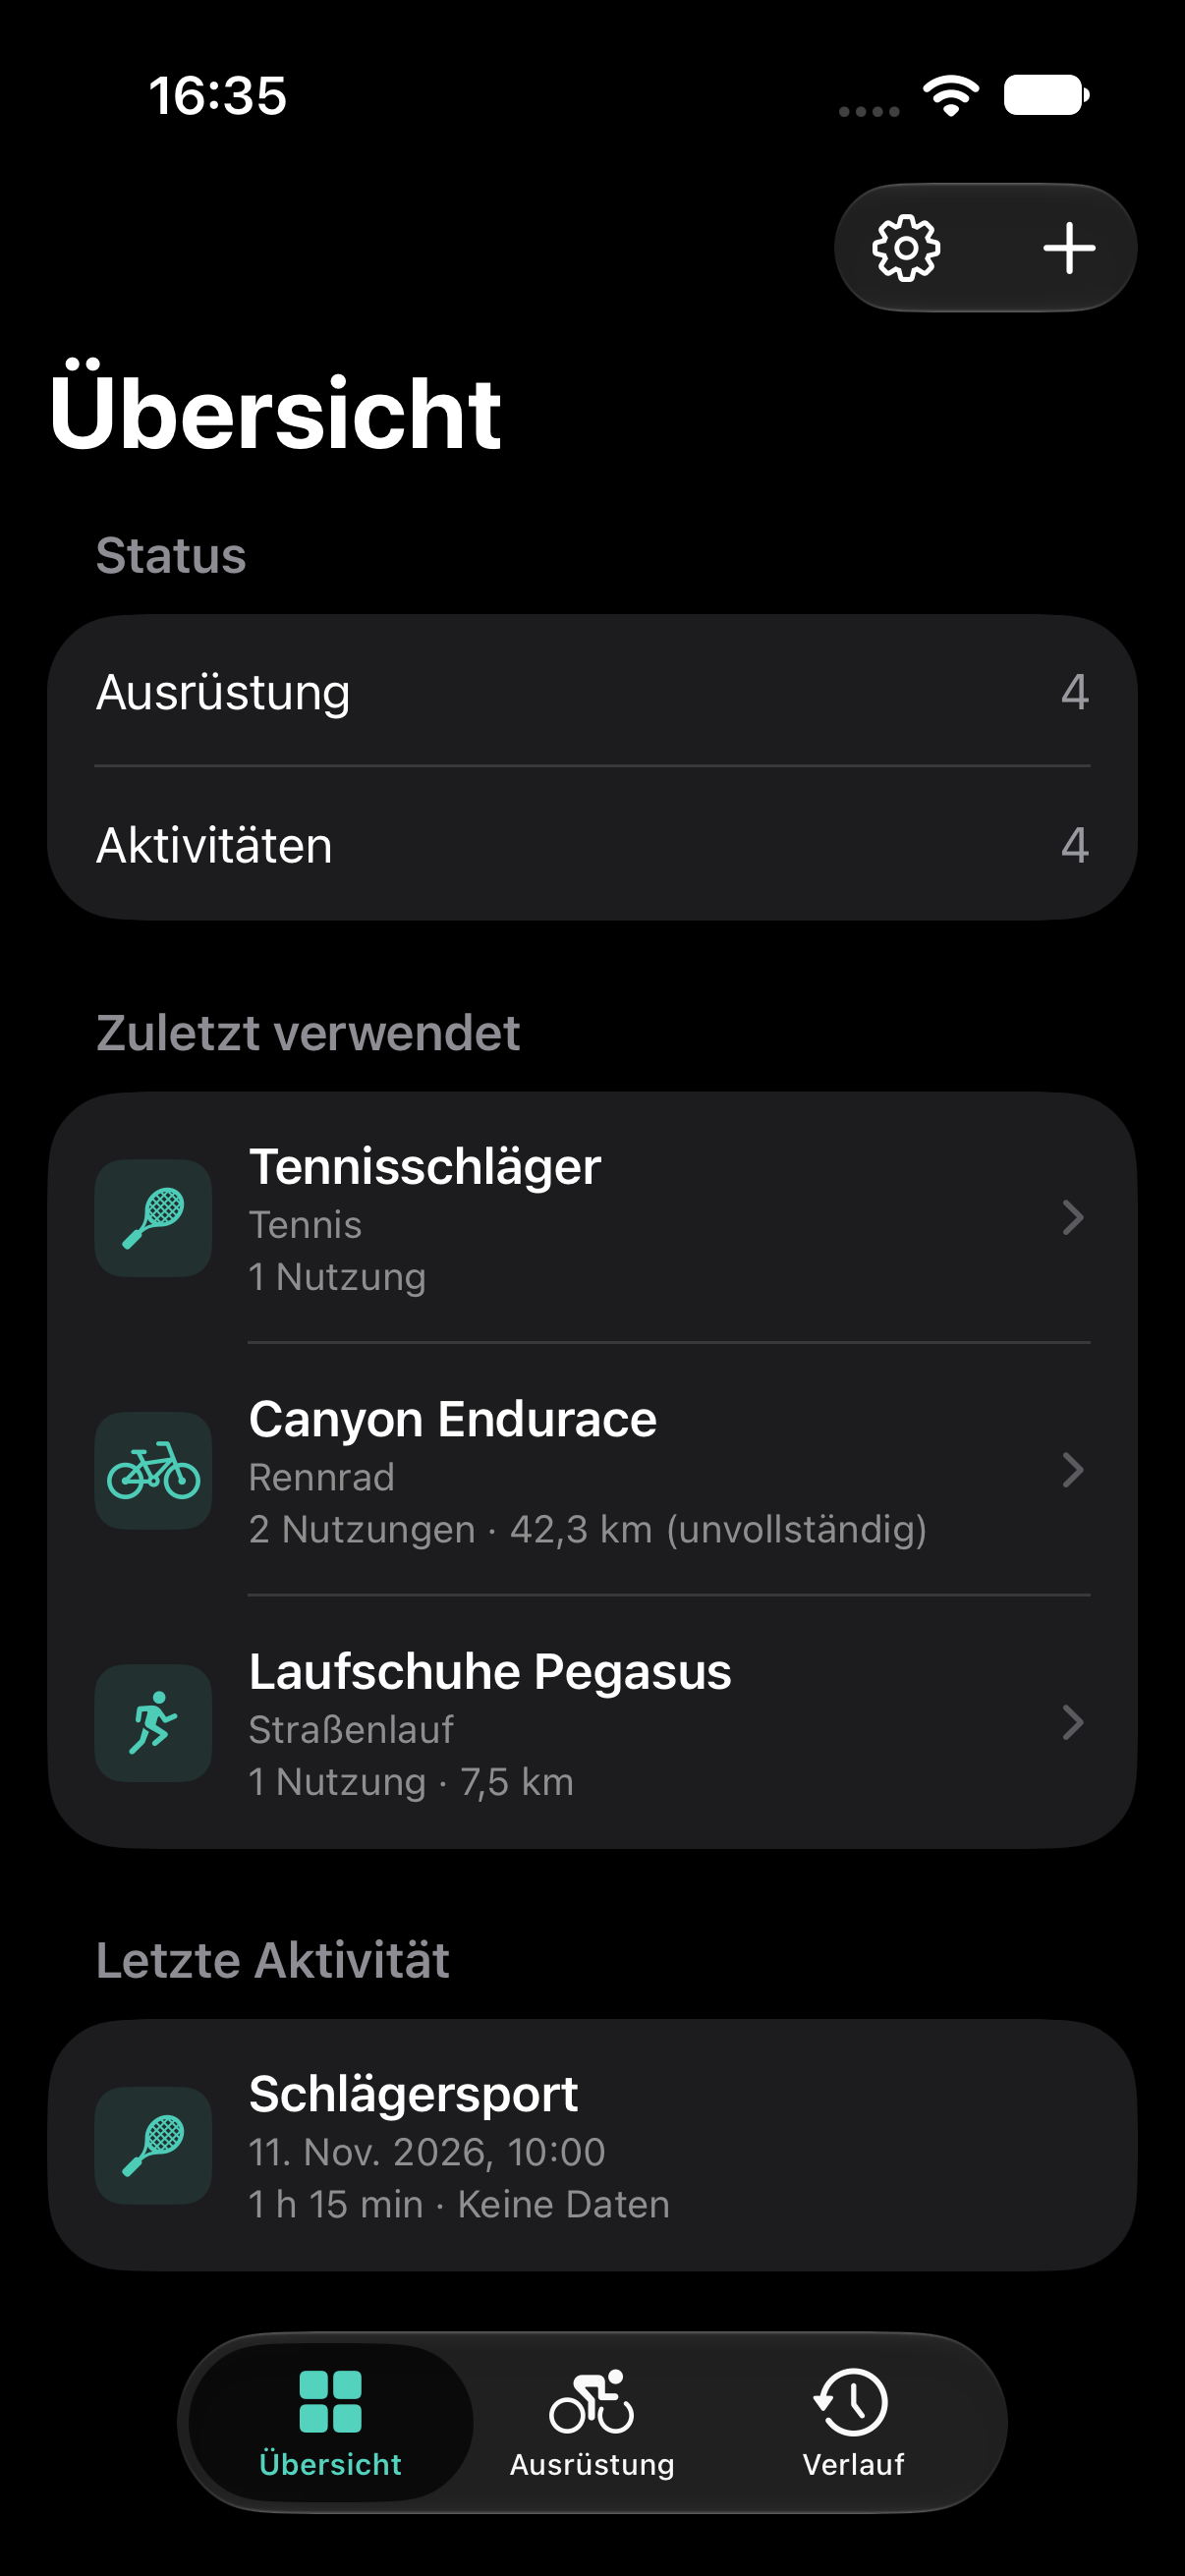 16:35
Übersicht
Status
Ausrüstung 4
Aktivitäten 4
Zuletzt verwendet
Tennisschläger
Tennis
1 Nutzung
Canyon Endurace
Rennrad
2 Nutzungen · 42,3 km (unvollständig)
Laufschuhe Pegasus
Straßenlauf
1 Nutzung · 7,5 km
Letzte Aktivität
Schlägersport
11. Nov. 2026, 10:00
1 h 15 min · Keine Daten
Übersicht Ausrüstung Verlauf